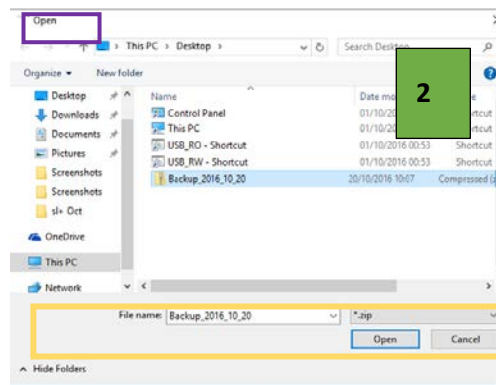 Open
This PC > Desktop >
Search Desktop
Organize
New folder
Name
Date mo
Desktop
Downloads
Documents
Pictures
Screenshots
Screenshots
sl+ Oct
OneDrive
This PC
Network
Control Panel
01/10/20
rtcut
This PC
01/10/20
rtcut
USB_RO - Shortcut
01/10/2016 00:53
Shortcut
USB_RW - Shortcut
01/10/2016 00:53
Shortcut
Backup_2016_10_20
20/10/2016 10:07
Compressed (z
2
File name:
Backup_2016_10_20
*.zip
Open
Cancel
Hide Folders